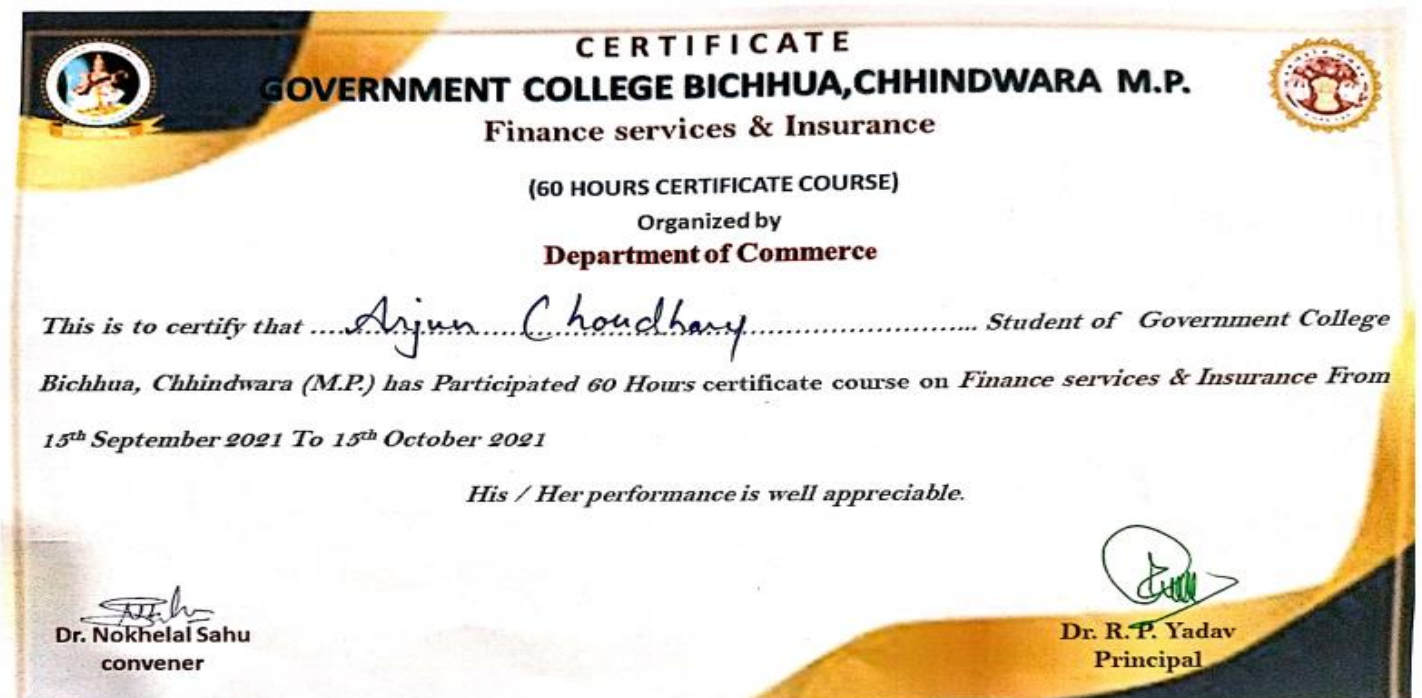 CERTIFICATE
GOVERNMENT COLLEGE BICHHUA,CHHINDWARA M.P.
Finance services & Insurance
(60 HOURS CERTIFICATE COURSE)
Organized by
Department of Commerce
This is to certify that ....Arjun Choudhary............................ Student of Government College
Bichhua, Chhindwara (M.P.) has Participated 60 Hours certificate course on Finance services & Insurance From
15th September 2021 To 15th October 2021
His / Her performance is well appreciable.
Dr. Nokhelal Sahu
convener
Dr. R. P. Yadav
Principal